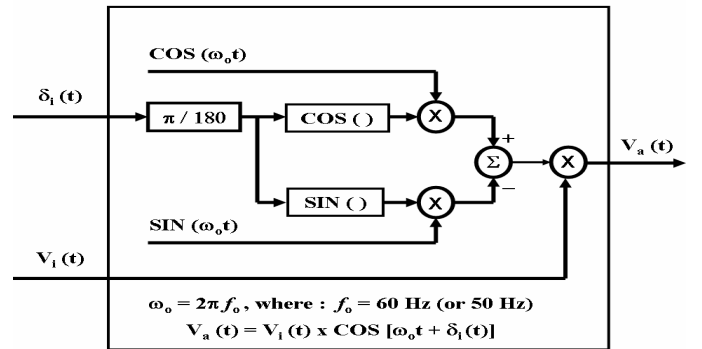 COS (ωₒt)
δᵢ (t)
π / 180
COS ( )
X
+
Σ
X
Vₐ (t)
−
SIN ( )
X
SIN (ωₒt)
Vᵢ (t)
ωₒ = 2π fₒ, where : fₒ = 60 Hz (or 50 Hz)
Vₐ (t) = Vᵢ (t) x COS [ωₒt + δᵢ (t)]